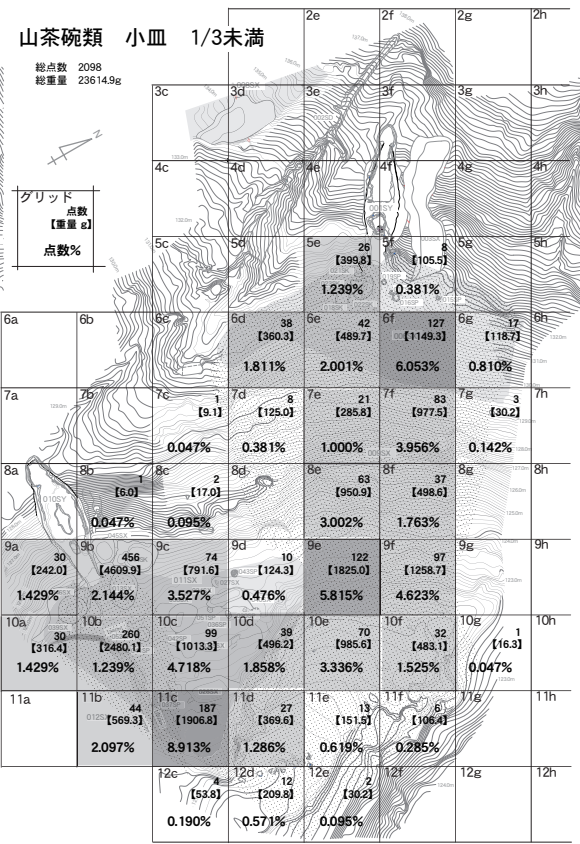 山茶碗類 小皿 1/3未満
総点数 2098
総重量 23614.9g
グリッド
点数
【重量 g】
点数%
2e 2f 2g 2h
3c 3d 3e 3f 3g 3h
4c 4d 4e 4f 4g 4h
001SY
5c 5d 5e 5f 5g 5h
26 8
【399.8】 【105.5】
1.239% 0.381%
6a 6b 6c 6d 6e 6f 6g 6h
38 42 127 17
【360.3】 【489.7】 【1149.3】 【118.7】
1.811% 2.001% 6.053% 0.810%
7a 7b 7c 7d 7e 7f 7g 7h
1 8 21 83 3
【9.1】 【125.0】 【285.8】 【977.5】 【30.2】
0.047% 0.381% 1.000% 3.956% 0.142%
8a 8b 8c 8d 8e 8f 8g 8h
1 2 63 37
【6.0】 【17.0】 【950.9】 【498.6】
010SY
0.047% 0.095% 3.002% 1.763%
9a 9b 9c 9d 9e 9f 9g 9h
30 456 74 10 122 97
【242.0】 【4609.9】 【791.6】 【124.3】 【1825.0】 【1258.7】
011SX
1.429% 2.144% 3.527% 0.476% 5.815% 4.623%
10a 10b 10c 10d 10e 10f 10g 10h
30 260 99 39 70 32 1
【316.4】 【2480.1】 【1013.3】 【496.2】 【985.6】 【483.1】 【16.3】
1.429% 1.239% 4.718% 1.858% 3.336% 1.525% 0.047%
11a 11b 11c 11d 11e 11f 11g 11h
44 187 27 13 6
【569.3】 【1906.8】 【369.6】 【151.5】 【106.4】
2.097% 8.913% 1.286% 0.619% 0.285%
12c 12d 12e 12f 12g 12h
4 12 2
【53.8】 【209.8】 【30.2】
0.190% 0.571% 0.095%